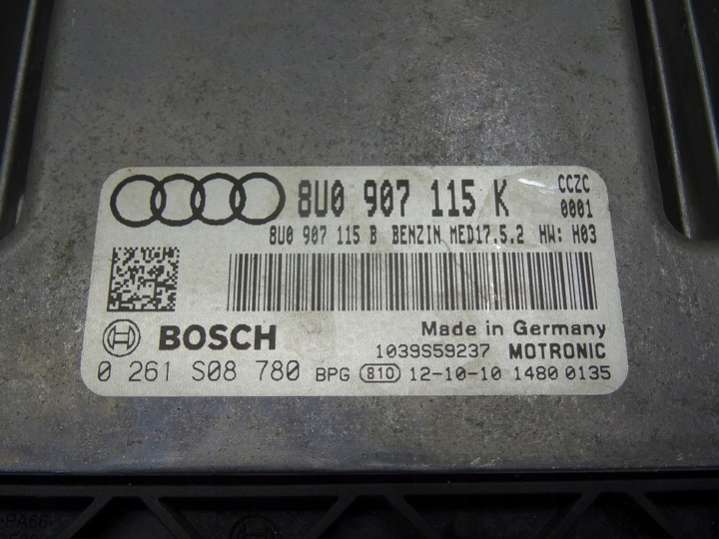 8U0 907 115 K CCZC
0001
8U0 907 115 B BENZIN MED17.5.2 HW: H03
BOSCH Made in Germany
1039S59237 MOTRONIC
0 261 S08 780 BPG 810 12-10-10 1480 0135
PA66